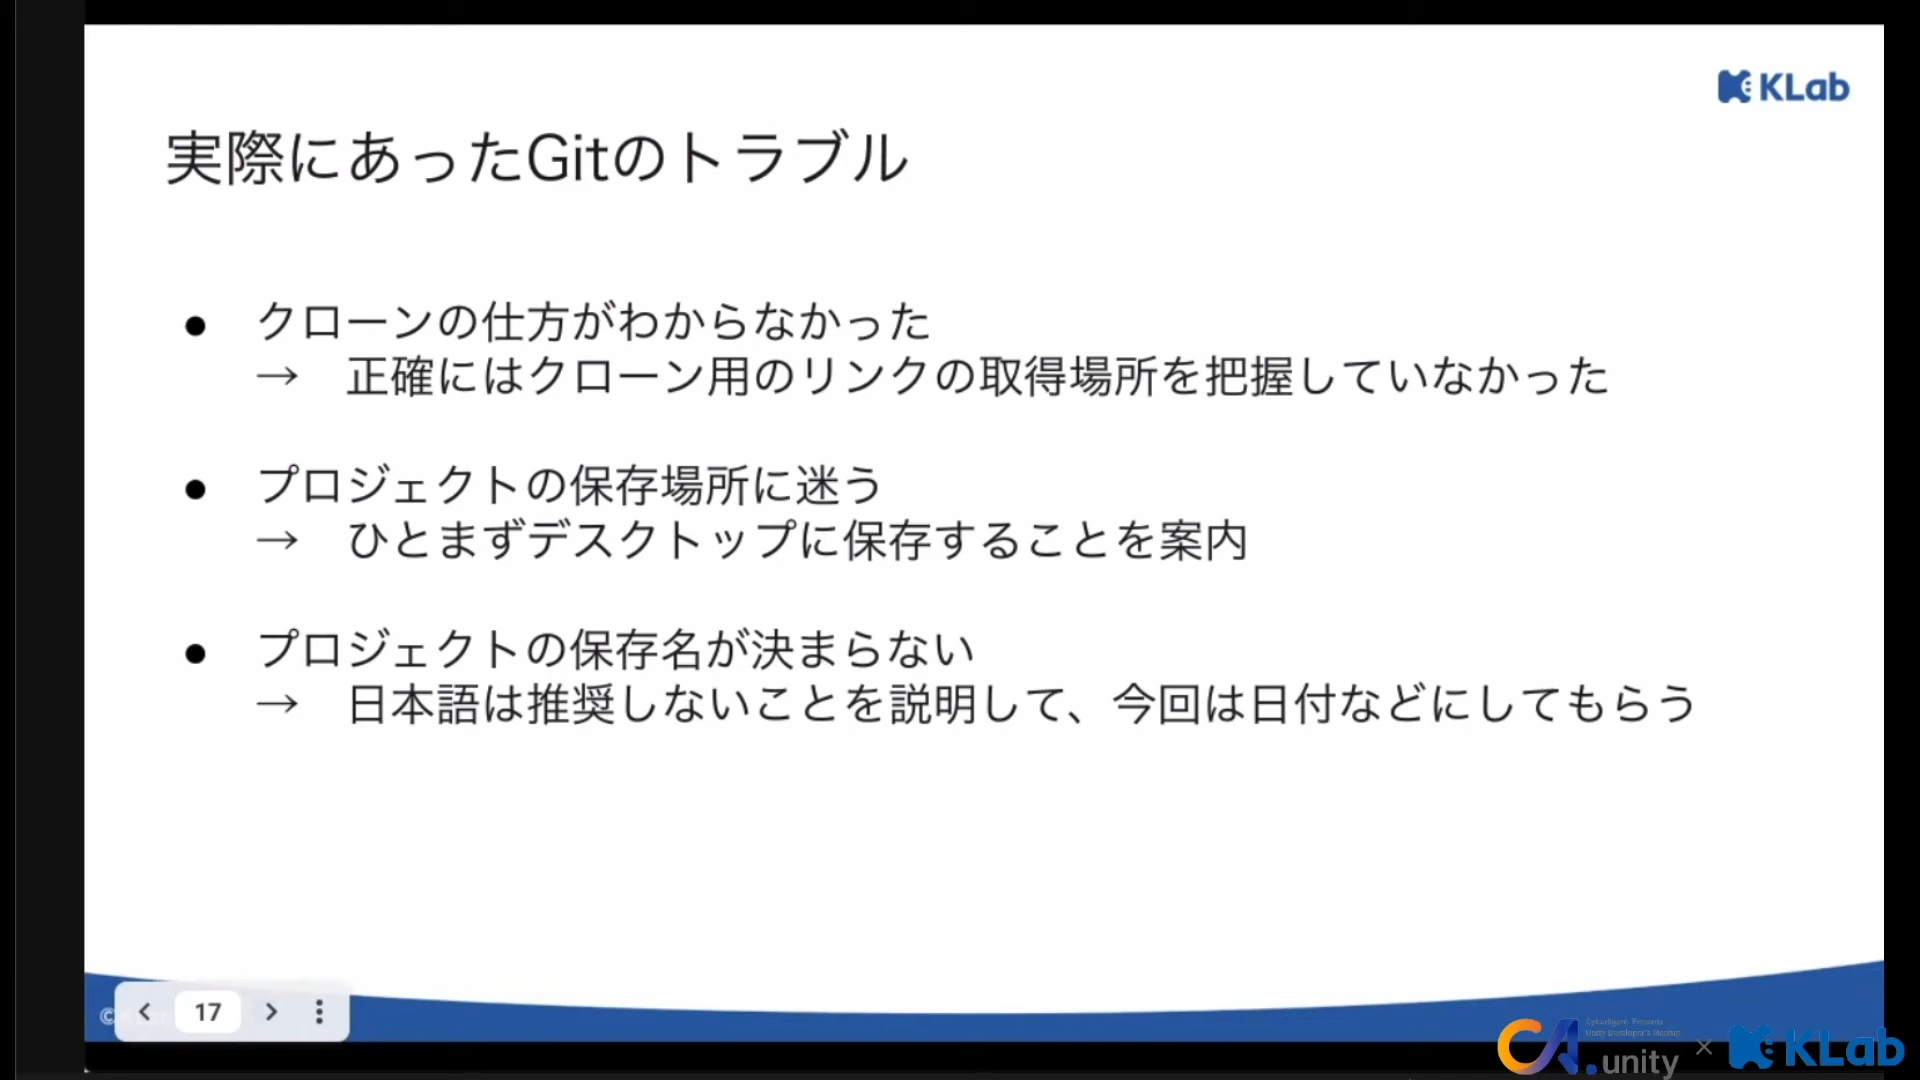 KLab
実際にあったGitのトラブル
● クローンの仕方がわからなかった
→ 正確にはクローン用のリンクの取得場所を把握していなかった
● プロジェクトの保存場所に迷う
→ ひとまずデスクトップに保存することを案内
● プロジェクトの保存名が決まらない
→ 日本語は推奨しないことを説明して、今回は日付などにしてもらう
©
17
CyberAgent Presents
Unity Developer's Meetup
CA.unity × KLab